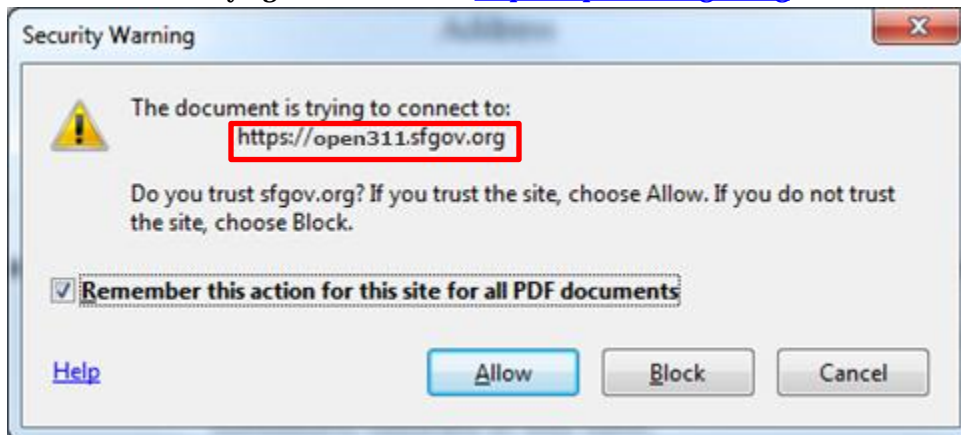 Security Warning
Address
The document is trying to connect to:
https://open311.sfgov.org
Do you trust sfgov.org? If you trust the site, choose Allow. If you do not trust
the site, choose Block.
Remember this action for this site for all PDF documents
Help
Allow
Block
Cancel